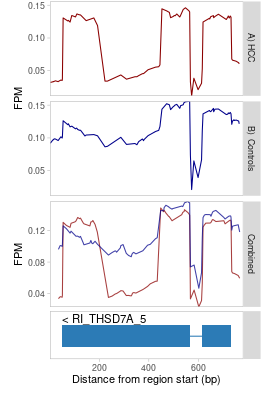 0.15
0.10
0.05
A) HCC
0.15
0.10
0.05
B) Controls
FPM
0.12
0.08
0.04
FPM
Combined
< RI_THSD7A_5
200
400
600
Distance from region start (bp)